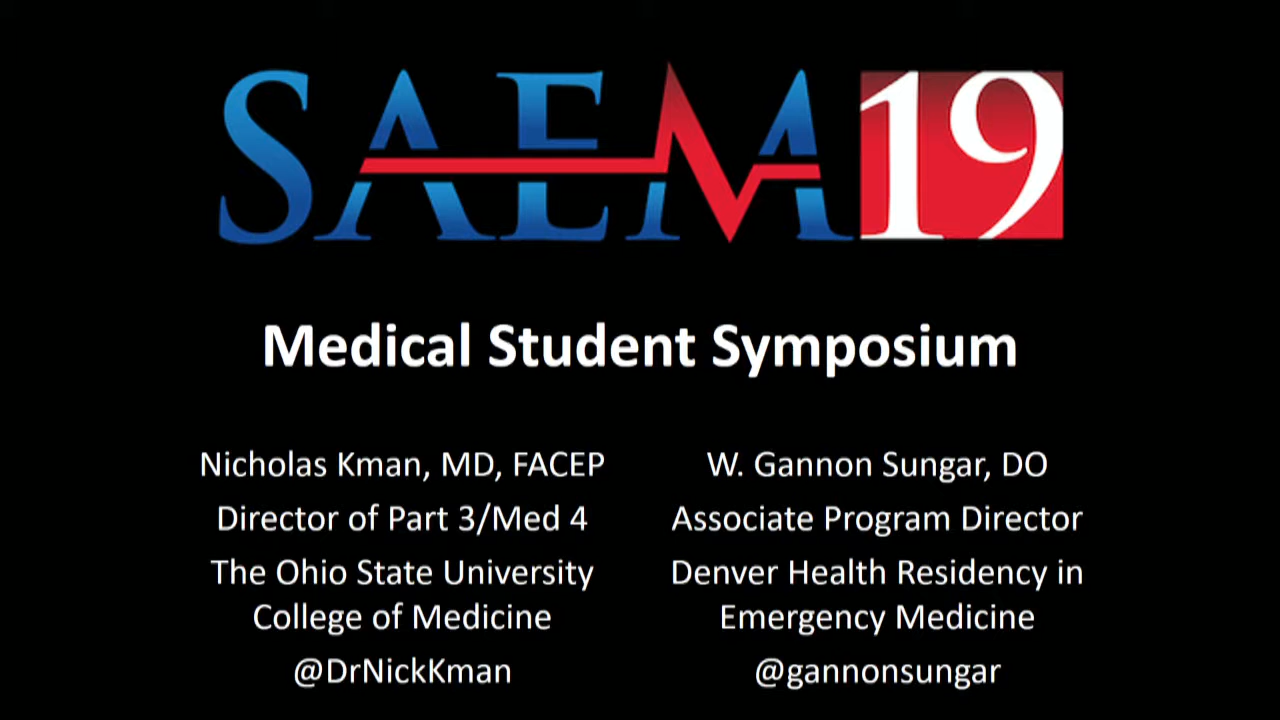 SAEM19
Medical Student Symposium
Nicholas Kman, MD, FACEP
Director of Part 3/Med 4
The Ohio State University
College of Medicine
@DrNickKman
W. Gannon Sungar, DO
Associate Program Director
Denver Health Residency in
Emergency Medicine
@gannonsungar